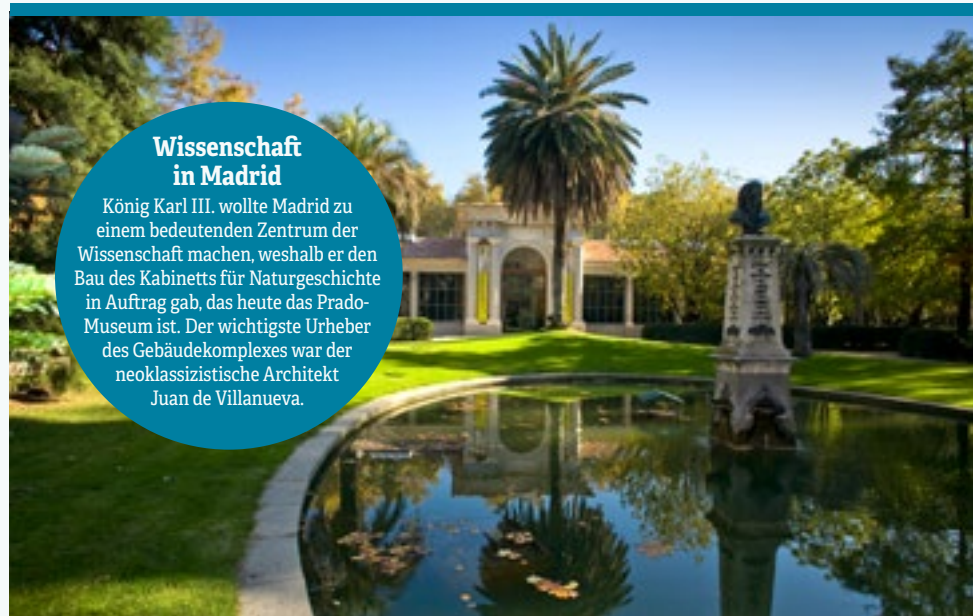 Wissenschaft
in Madrid
König Karl III. wollte Madrid zu
einem bedeutenden Zentrum der
Wissenschaft machen, weshalb er den
Bau des Kabinetts für Naturgeschichte
in Auftrag gab, das heute das Prado-
Museum ist. Der wichtigste Urheber
des Gebäudekomplexes war der
neoklassizistische Architekt
Juan de Villanueva.